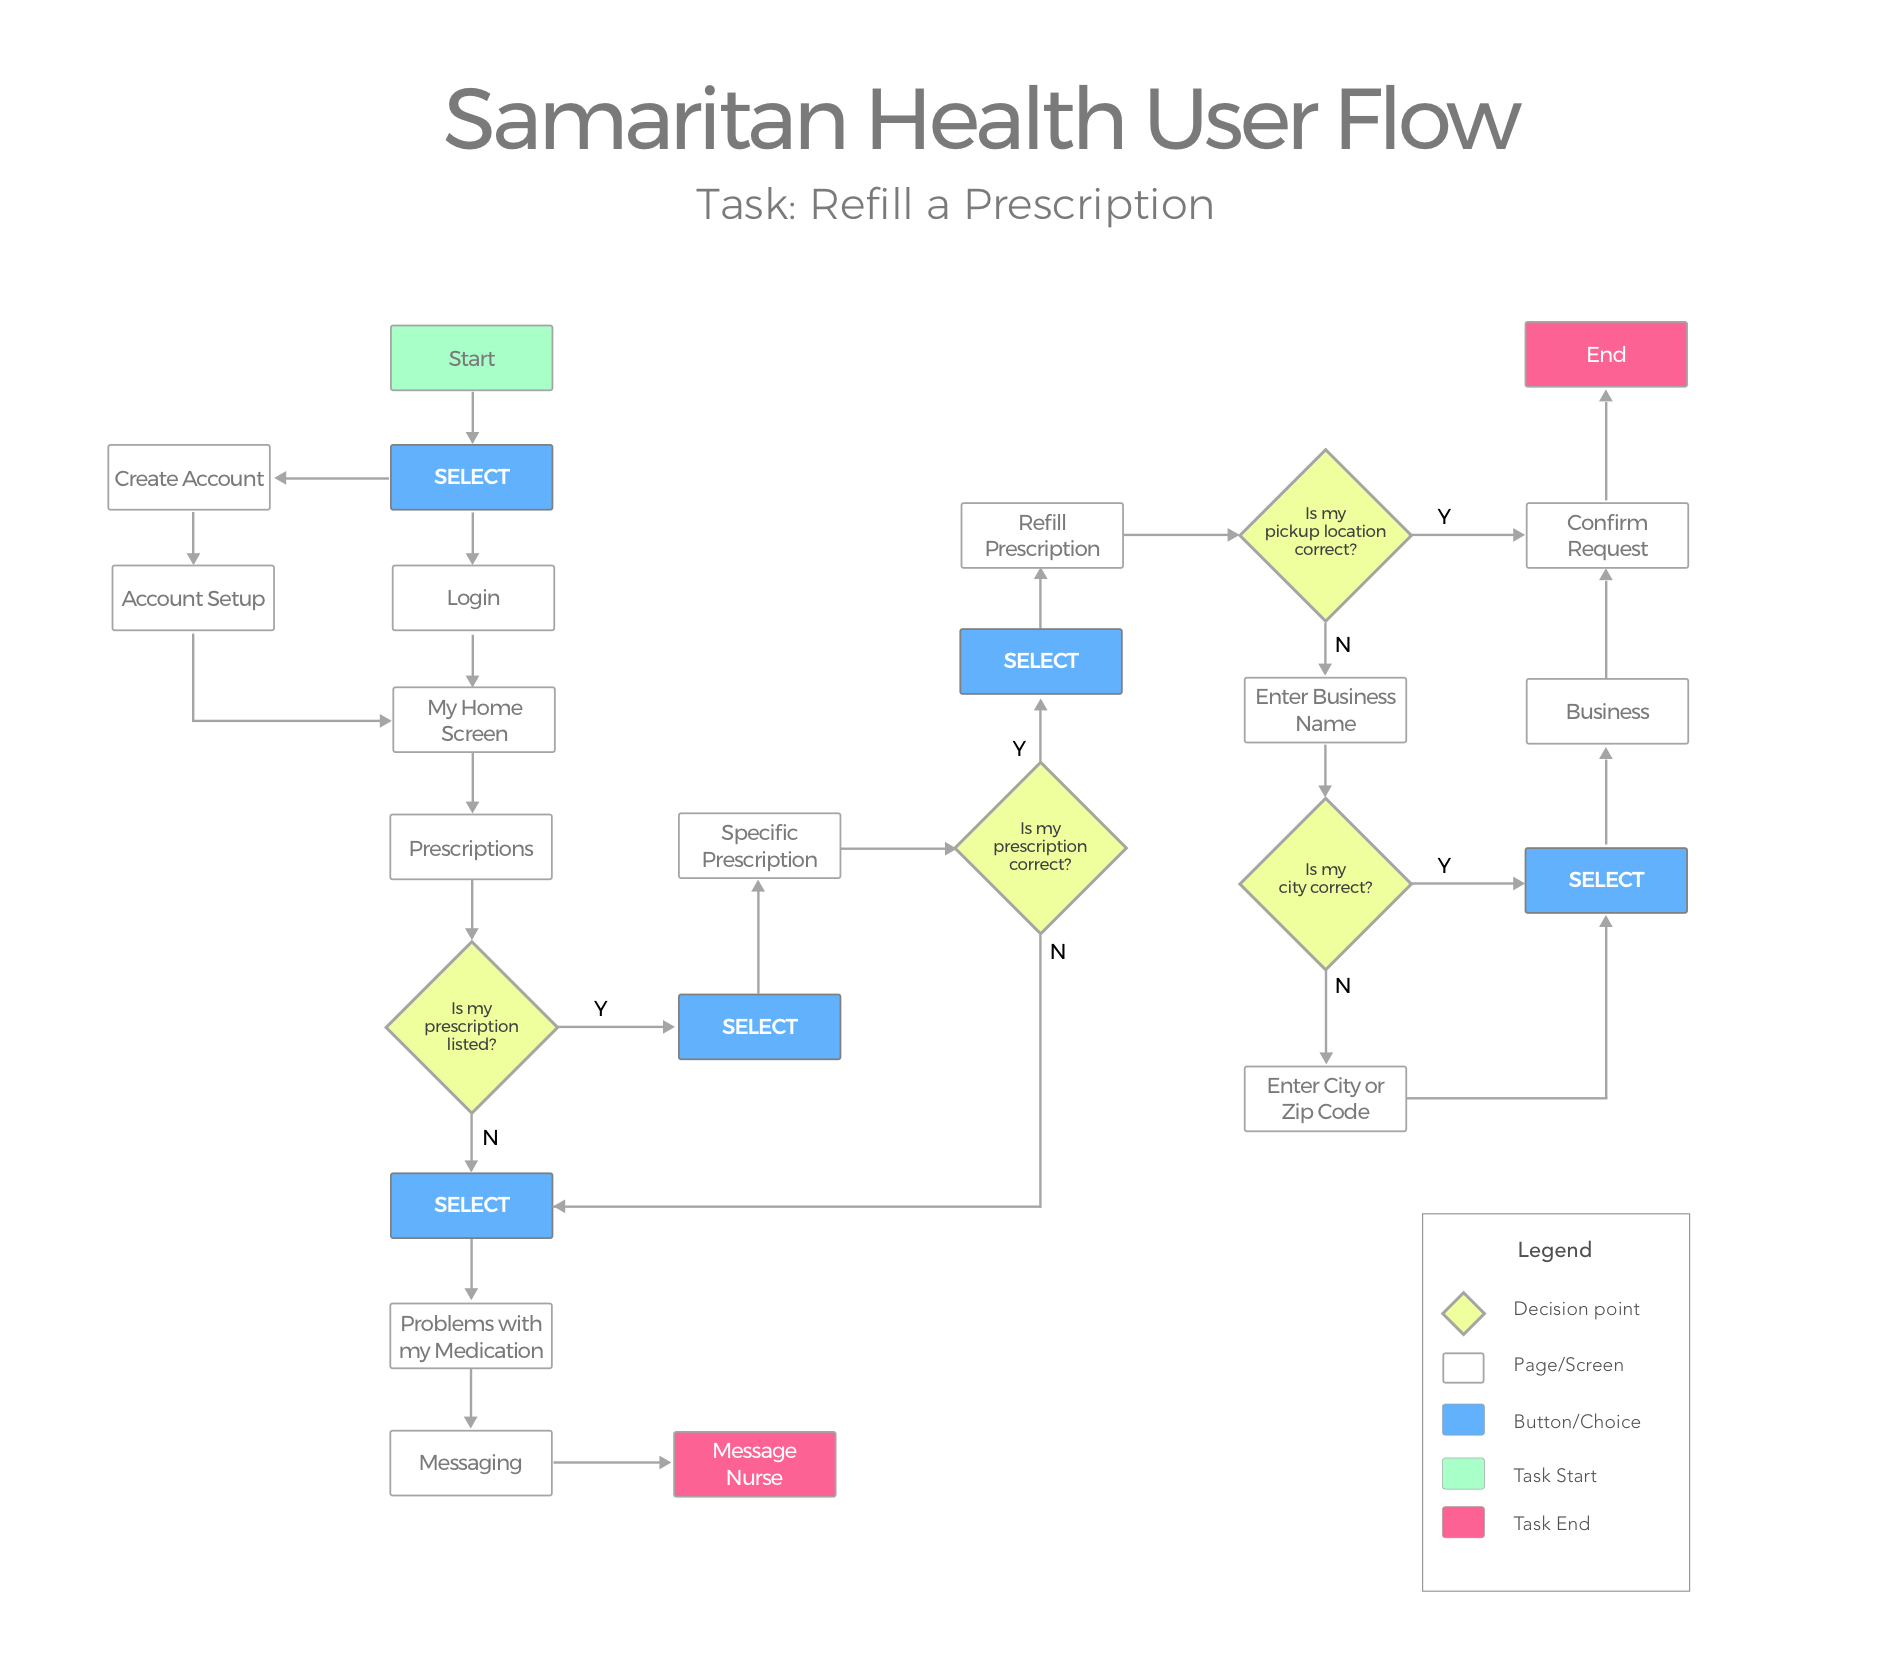 Samaritan Health User Flow
Task: Refill a Prescription
Start
SELECT
Create Account
Account Setup
Login
My Home
Screen
Prescriptions
Is my
prescription
listed?
Y
N
SELECT
Specific
Prescription
Is my
prescription
correct?
Y
N
SELECT
Problems with
my Medication
Messaging
Message
Nurse
SELECT
Refill
Prescription
Is my
pickup location
correct?
Y
N
Enter Business
Name
Is my
city correct?
Y
N
Enter City or
Zip Code
SELECT
Business
Confirm
Request
End
Legend
Decision point
Page/Screen
Button/Choice
Task Start
Task End